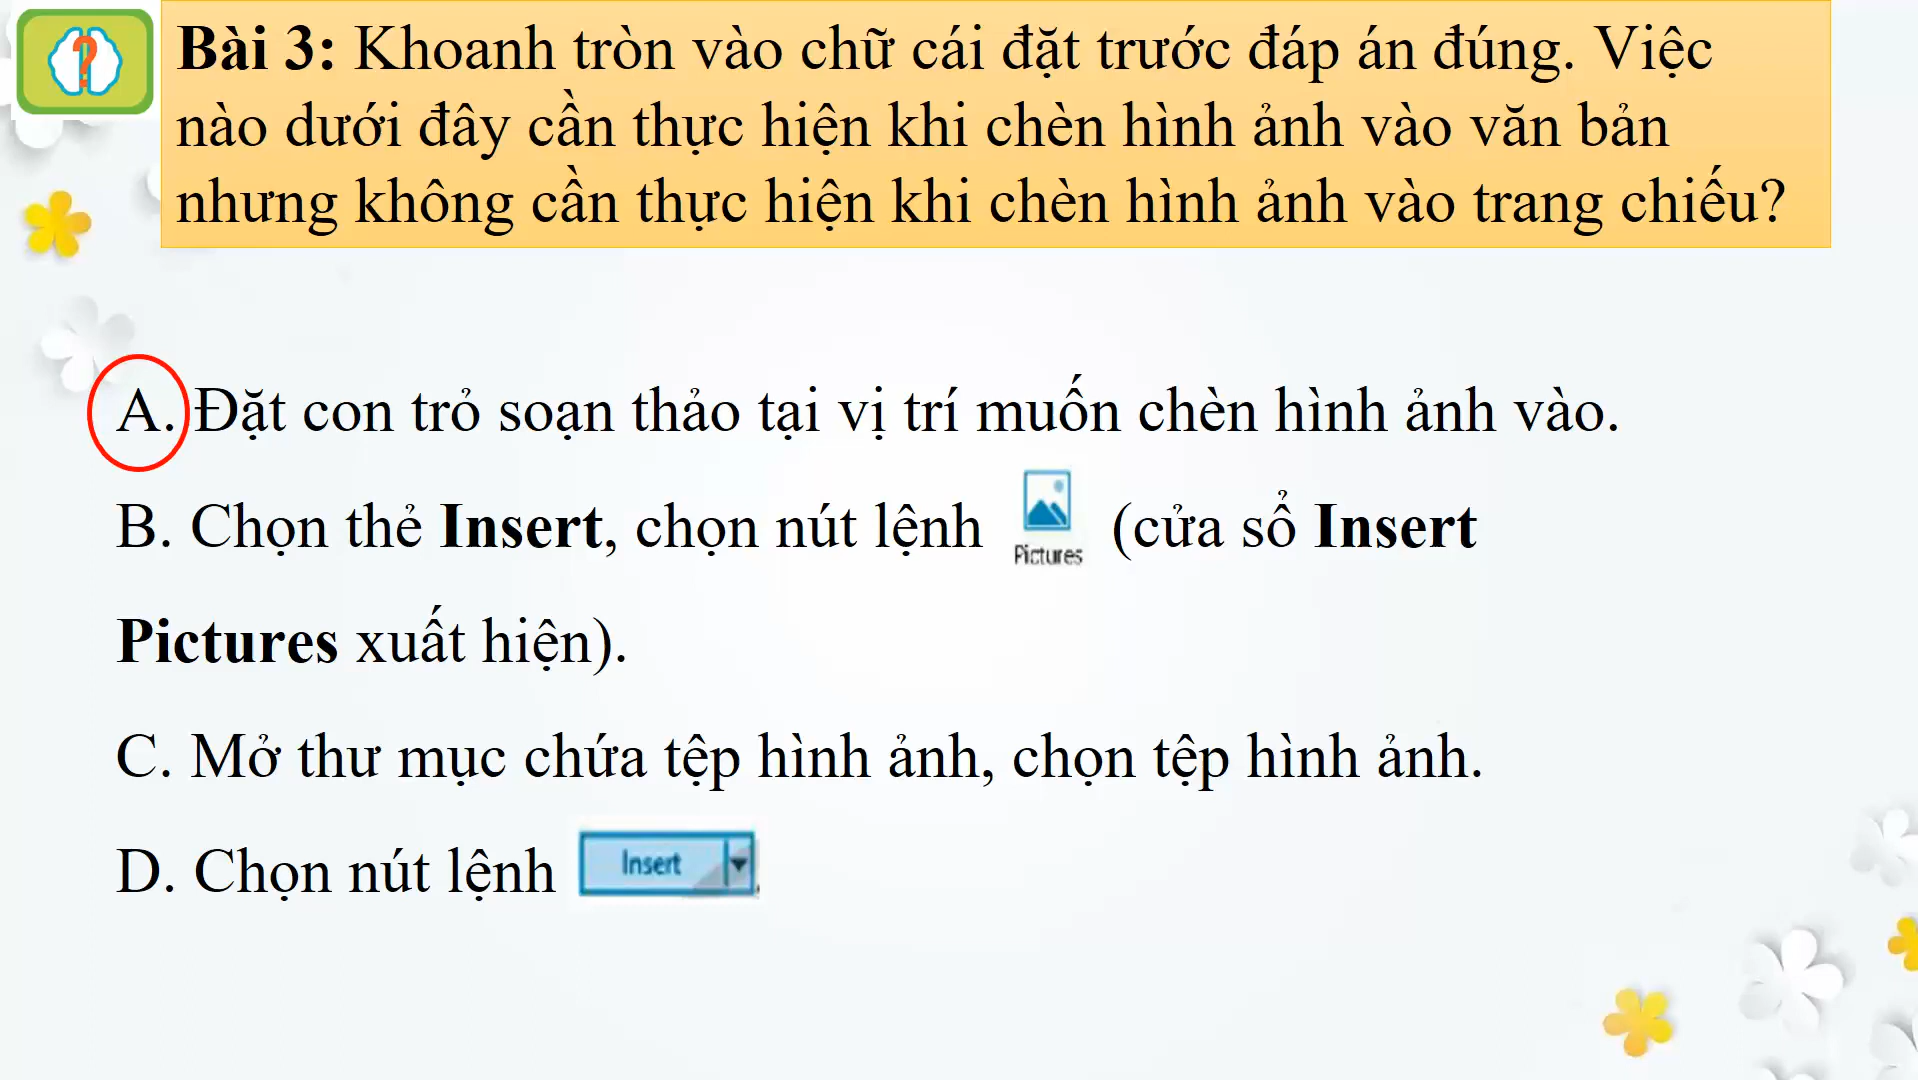 ?
Bài 3: Khoanh tròn vào chữ cái đặt trước đáp án đúng. Việc
nào dưới đây cần thực hiện khi chèn hình ảnh vào văn bản
nhưng không cần thực hiện khi chèn hình ảnh vào trang chiếu?
A. Đặt con trỏ soạn thảo tại vị trí muốn chèn hình ảnh vào.
B. Chọn thẻ Insert, chọn nút lệnh Pictures (cửa sổ Insert
Pictures xuất hiện).
C. Mở thư mục chứa tệp hình ảnh, chọn tệp hình ảnh.
D. Chọn nút lệnh Insert.